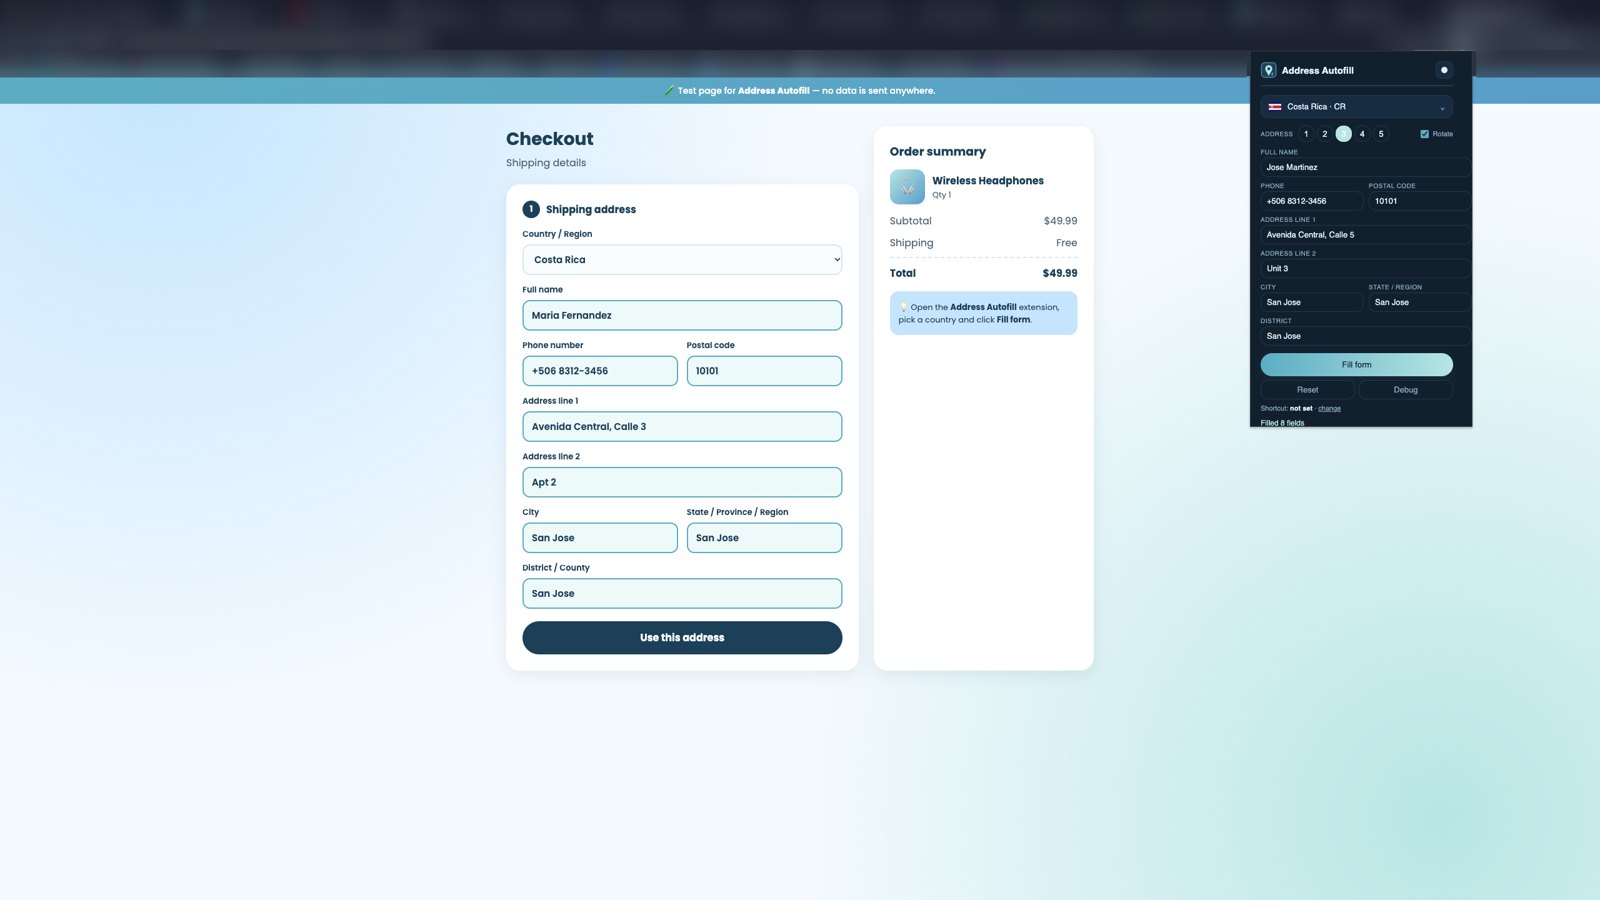 Test page for Address Autofill — no data is sent anywhere.
Checkout
Shipping details
1 Shipping address
Country / Region
Costa Rica
Full name
Maria Fernandez
Phone number
Postal code
+506 8312-3456
10101
Address line 1
Avenida Central, Calle 3
Address line 2
Apt 2
City
State / Province / Region
San Jose
San Jose
District / County
San Jose
Use this address
Order summary
Wireless Headphones
Qty 1
Subtotal $49.99
Shipping Free
Total $49.99
Open the Address Autofill extension,
pick a country and click Fill form.
Address Autofill
Costa Rica · CR
ADDRESS 1 2 3 4 5 Rotate
FULL NAME
Jose Martinez
PHONE
POSTAL CODE
+506 8312-3456
10101
ADDRESS LINE 1
Avenida Central, Calle 5
ADDRESS LINE 2
Unit 3
CITY
STATE / REGION
San Jose
San Jose
DISTRICT
San Jose
Fill form
Reset
Debug
Shortcut: not set · change
Filled 8 fields